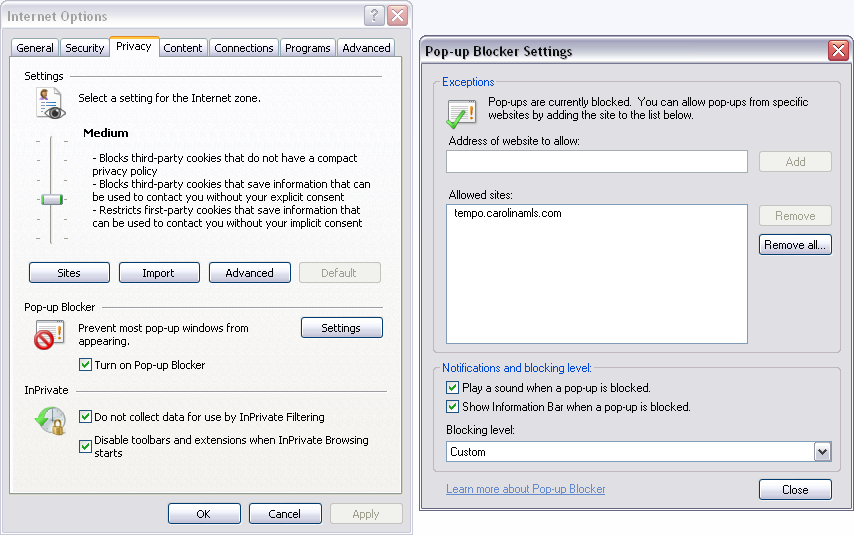 Internet Options
General Security Privacy Content Connections Programs Advanced
Settings
Select a setting for the Internet zone.
Medium
- Blocks third-party cookies that do not have a compact
privacy policy
- Blocks third-party cookies that save information that can
be used to contact you without your explicit consent
- Restricts first-party cookies that save information that
can be used to contact you without your implicit consent
Sites Import Advanced Default
Pop-up Blocker
Prevent most pop-up windows from
appearing.
Settings
Turn on Pop-up Blocker
InPrivate
Do not collect data for use by InPrivate Filtering
Disable toolbars and extensions when InPrivate Browsing
starts
OK Cancel Apply
Pop-up Blocker Settings
Exceptions
Pop-ups are currently blocked. You can allow pop-ups from specific
websites by adding the site to the list below.
Address of website to allow:
Add
Allowed sites:
tempo.carolinamls.com
Remove
Remove all...
Notifications and blocking level:
Play a sound when a pop-up is blocked.
Show Information Bar when a pop-up is blocked.
Blocking level:
Custom
Learn more about Pop-up Blocker
Close